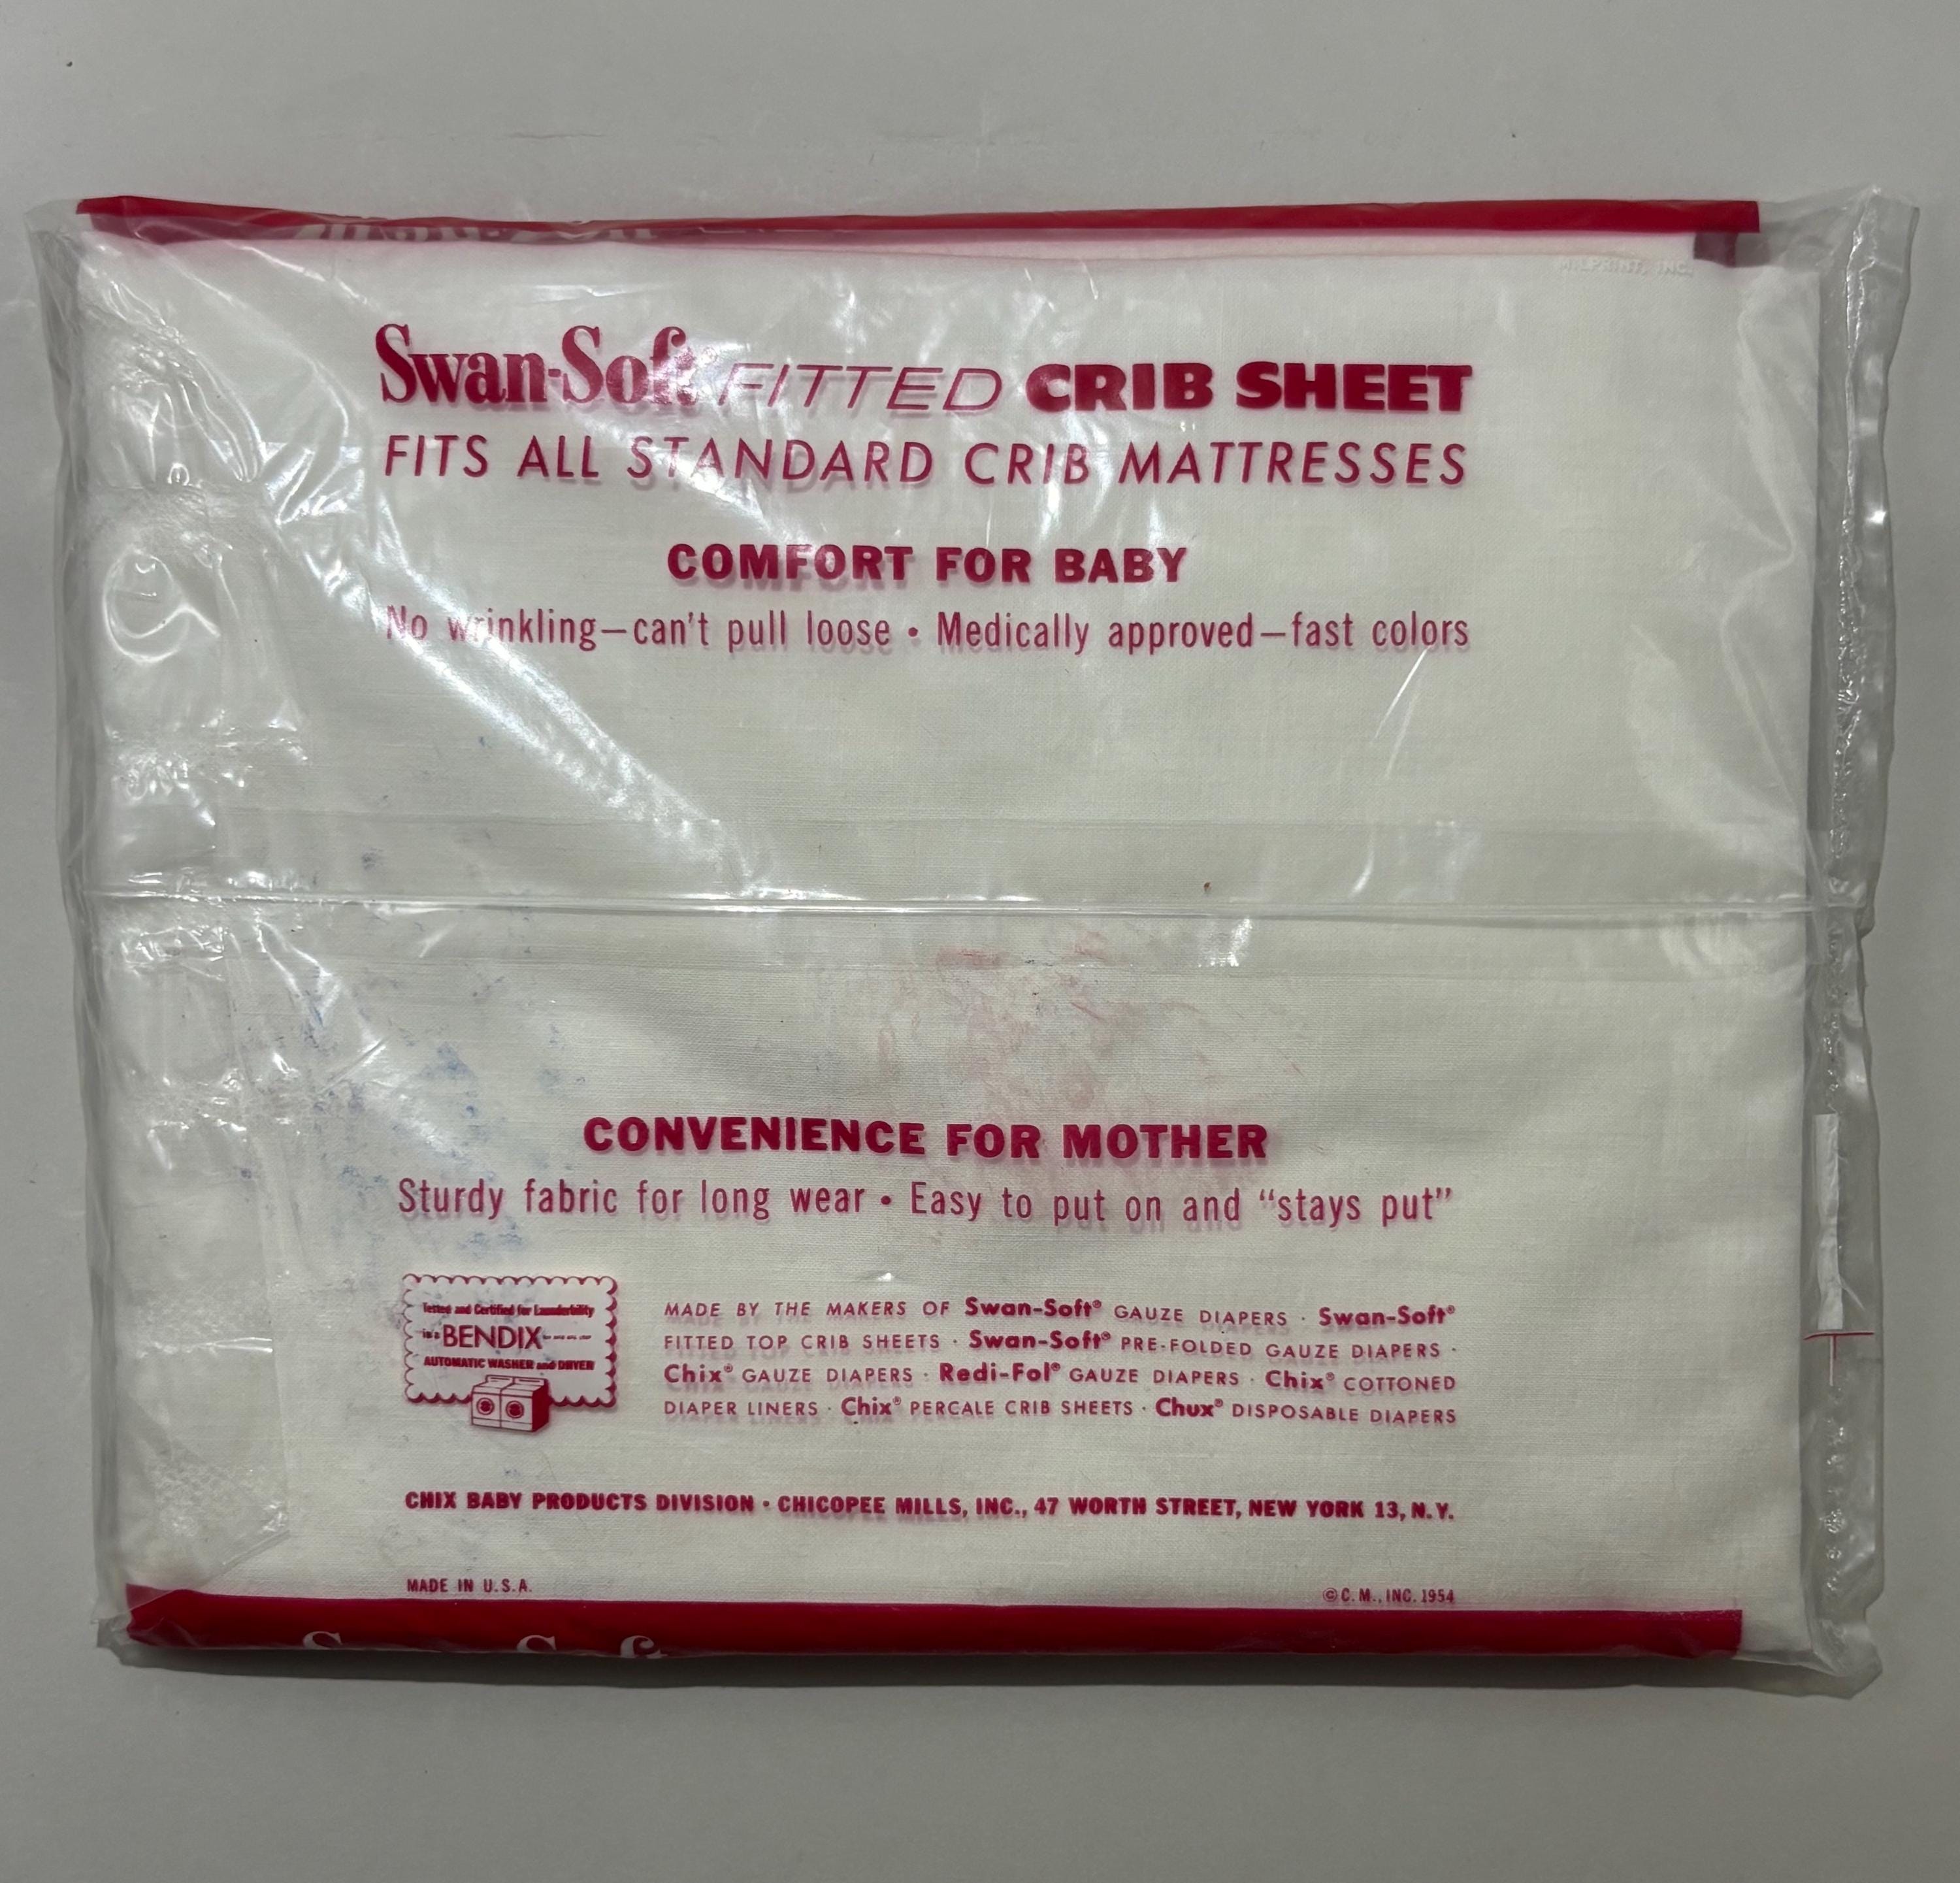 MILPRINT, INC.
Swan-Soft® FITTED CRIB SHEET
FITS ALL STANDARD CRIB MATTRESSES
COMFORT FOR BABY
No wrinkling—can't pull loose • Medically approved—fast colors
CONVENIENCE FOR MOTHER
Sturdy fabric for long wear • Easy to put on and “stays put”
Tested and Certified for Launderability
in a BENDIX
AUTOMATIC WASHER and DRYER
MADE BY THE MAKERS OF Swan-Soft® GAUZE DIAPERS · Swan-Soft®
FITTED TOP CRIB SHEETS · Swan-Soft® PRE-FOLDED GAUZE DIAPERS ·
Chix® GAUZE DIAPERS · Redi-Fol® GAUZE DIAPERS · Chix® COTTONED
DIAPER LINERS · Chix® PERCALE CRIB SHEETS · Chux® DISPOSABLE DIAPERS
CHIX BABY PRODUCTS DIVISION • CHICOPEE MILLS, INC., 47 WORTH STREET, NEW YORK 13, N.Y.
MADE IN U.S.A.
© C. M., INC. 1954
Swan-Soft